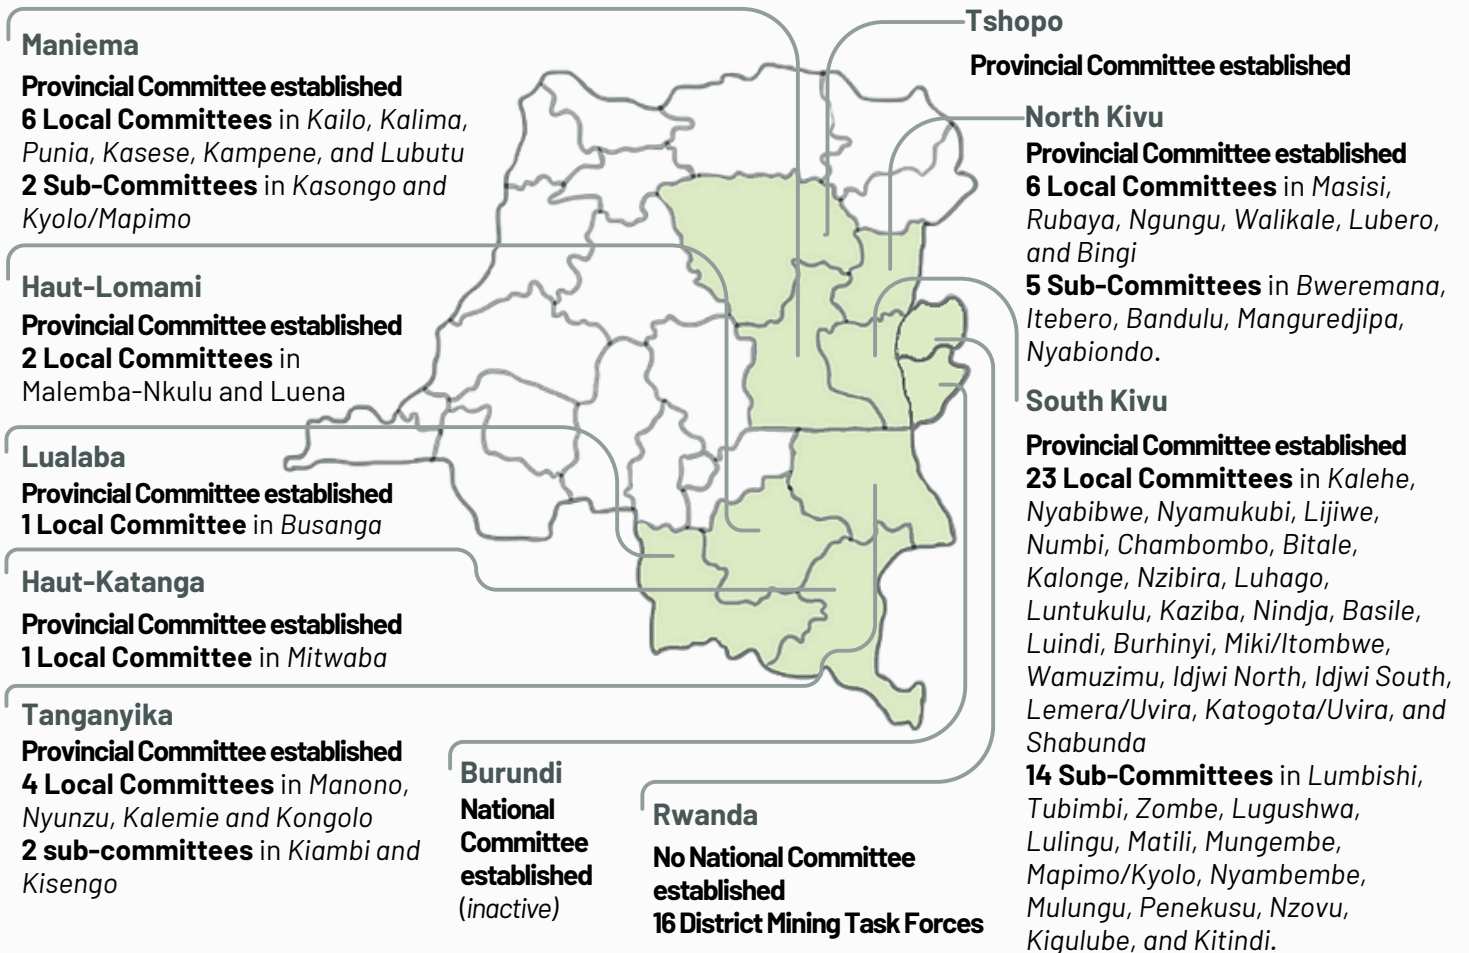 Maniema
Provincial Committee established
6 Local Committees in Kailo, Kalima,
Punia, Kasese, Kampene, and Lubutu
2 Sub-Committees in Kasongo and
Kyolo/Mapimo
Haut-Lomami
Provincial Committee established
2 Local Committees in
Malemba-Nkulu and Luena
Lualaba
Provincial Committee established
1 Local Committee in Busanga
Haut-Katanga
Provincial Committee established
1 Local Committee in Mitwaba
Tanganyika
Provincial Committee established
4 Local Committees in Manono,
Nyunzu, Kalemie and Kongolo
2 sub-committees in Kiambi and
Kisengo
Burundi
National
Committee
established
(inactive)
Rwanda
No National Committee
established
16 District Mining Task Forces
Tshopo
Provincial Committee established
North Kivu
Provincial Committee established
6 Local Committees in Masisi,
Rubaya, Ngungu, Walikale, Lubero,
and Bingi
5 Sub-Committees in Bweremana,
Itebero, Bandulu, Manguredjipa,
Nyabiondo.
South Kivu
Provincial Committee established
23 Local Committees in Kalehe,
Nyabibwe, Nyamukubi, Lijiwe,
Numbi, Chambombo, Bitale,
Kalonge, Nzibira, Luhago,
Luntukulu, Kaziba, Nindja, Basile,
Luindi, Burhinyi, Miki/Itombwe,
Wamuzimu, Idjwi North, Idjwi South,
Lemera/Uvira, Katogota/Uvira, and
Shabunda
14 Sub-Committees in Lumbishi,
Tubimbi, Zombe, Lugushwa,
Lulingu, Matili, Mungembe,
Mapimo/Kyolo, Nyambembe,
Mulungu, Penekusu, Nzovu,
Kigulube, and Kitindi.